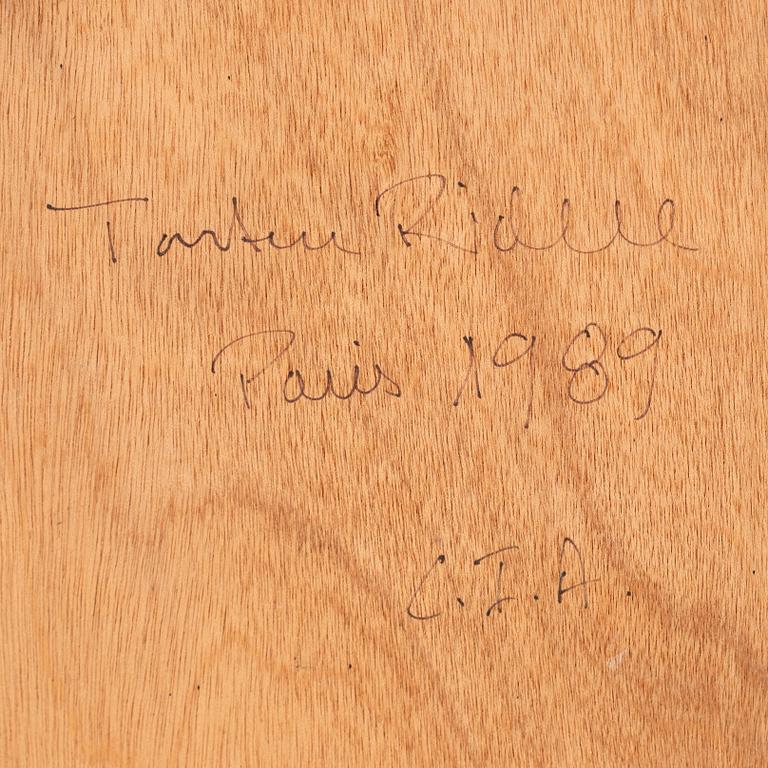 Torsten Ridell
Paris 1989
C.I.A.